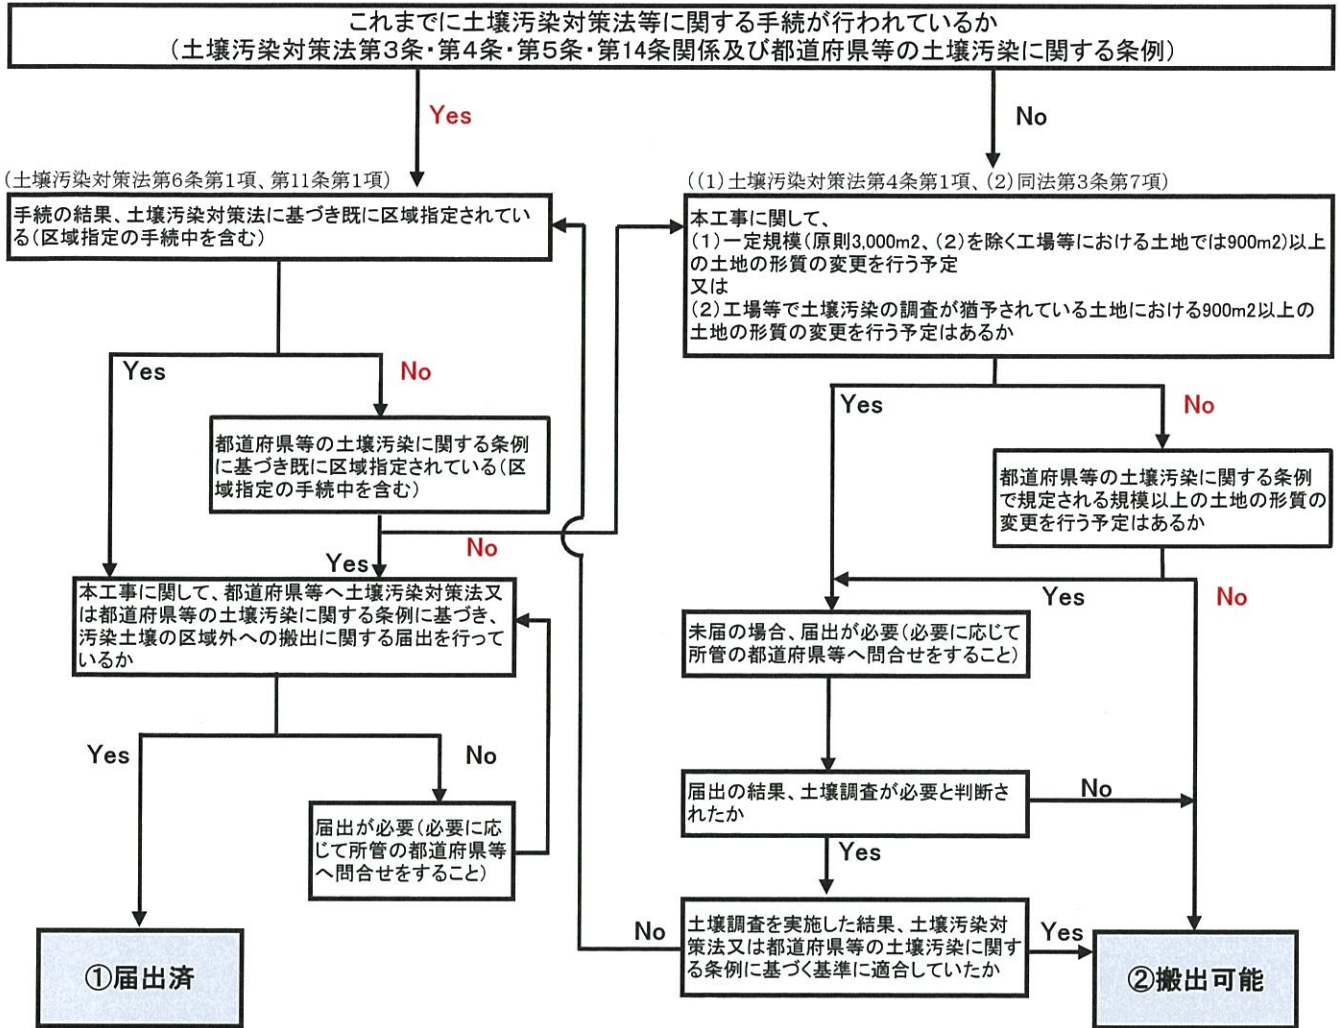 これまでに土壌汚染対策法等に関する手続が行われているか
(土壌汚染対策法第3条・第4条・第5条・第14条関係及び都道府県等の土壌汚染に関する条例)
Yes
No
(土壌汚染対策法第6条第1項、第11条第1項)
手続の結果、土壌汚染対策法に基づき既に区域指定されてい
る(区域指定の手続中を含む)
Yes
No
都道府県等の土壌汚染に関する条例
に基づき既に区域指定されている(区
域指定の手続中を含む)
Yes
No
本工事に関して、都道府県等へ土壌汚染対策法又
は都道府県等の土壌汚染に関する条例に基づき、
汚染土壌の区域外への搬出に関する届出を行って
いるか
Yes
No
届出が必要(必要に応
じて所管の都道府県等
へ問合せをすること)
①届出済
((1)土壌汚染対策法第4条第1項、(2)同法第3条第7項)
本工事に関して、
(1)一定規模(原則3,000m2、(2)を除く工場等における土地では900m2)以上
の土地の形質の変更を行う予定
又は
(2)工場等で土壌汚染の調査が猶予されている土地における900m2以上の
土地の形質の変更を行う予定はあるか
Yes
No
都道府県等の土壌汚染に関する条例
で規定される規模以上の土地の形質の
変更を行う予定はあるか
Yes
No
未届の場合、届出が必要(必要に応じて
所管の都道府県等へ問合せをすること)
届出の結果、土壌調査が必要と判断さ
れたか
No
Yes
土壌調査を実施した結果、土壌汚染対
策法又は都道府県等の土壌汚染に関す
る条例に基づく基準に適合していたか
No
Yes
②搬出可能